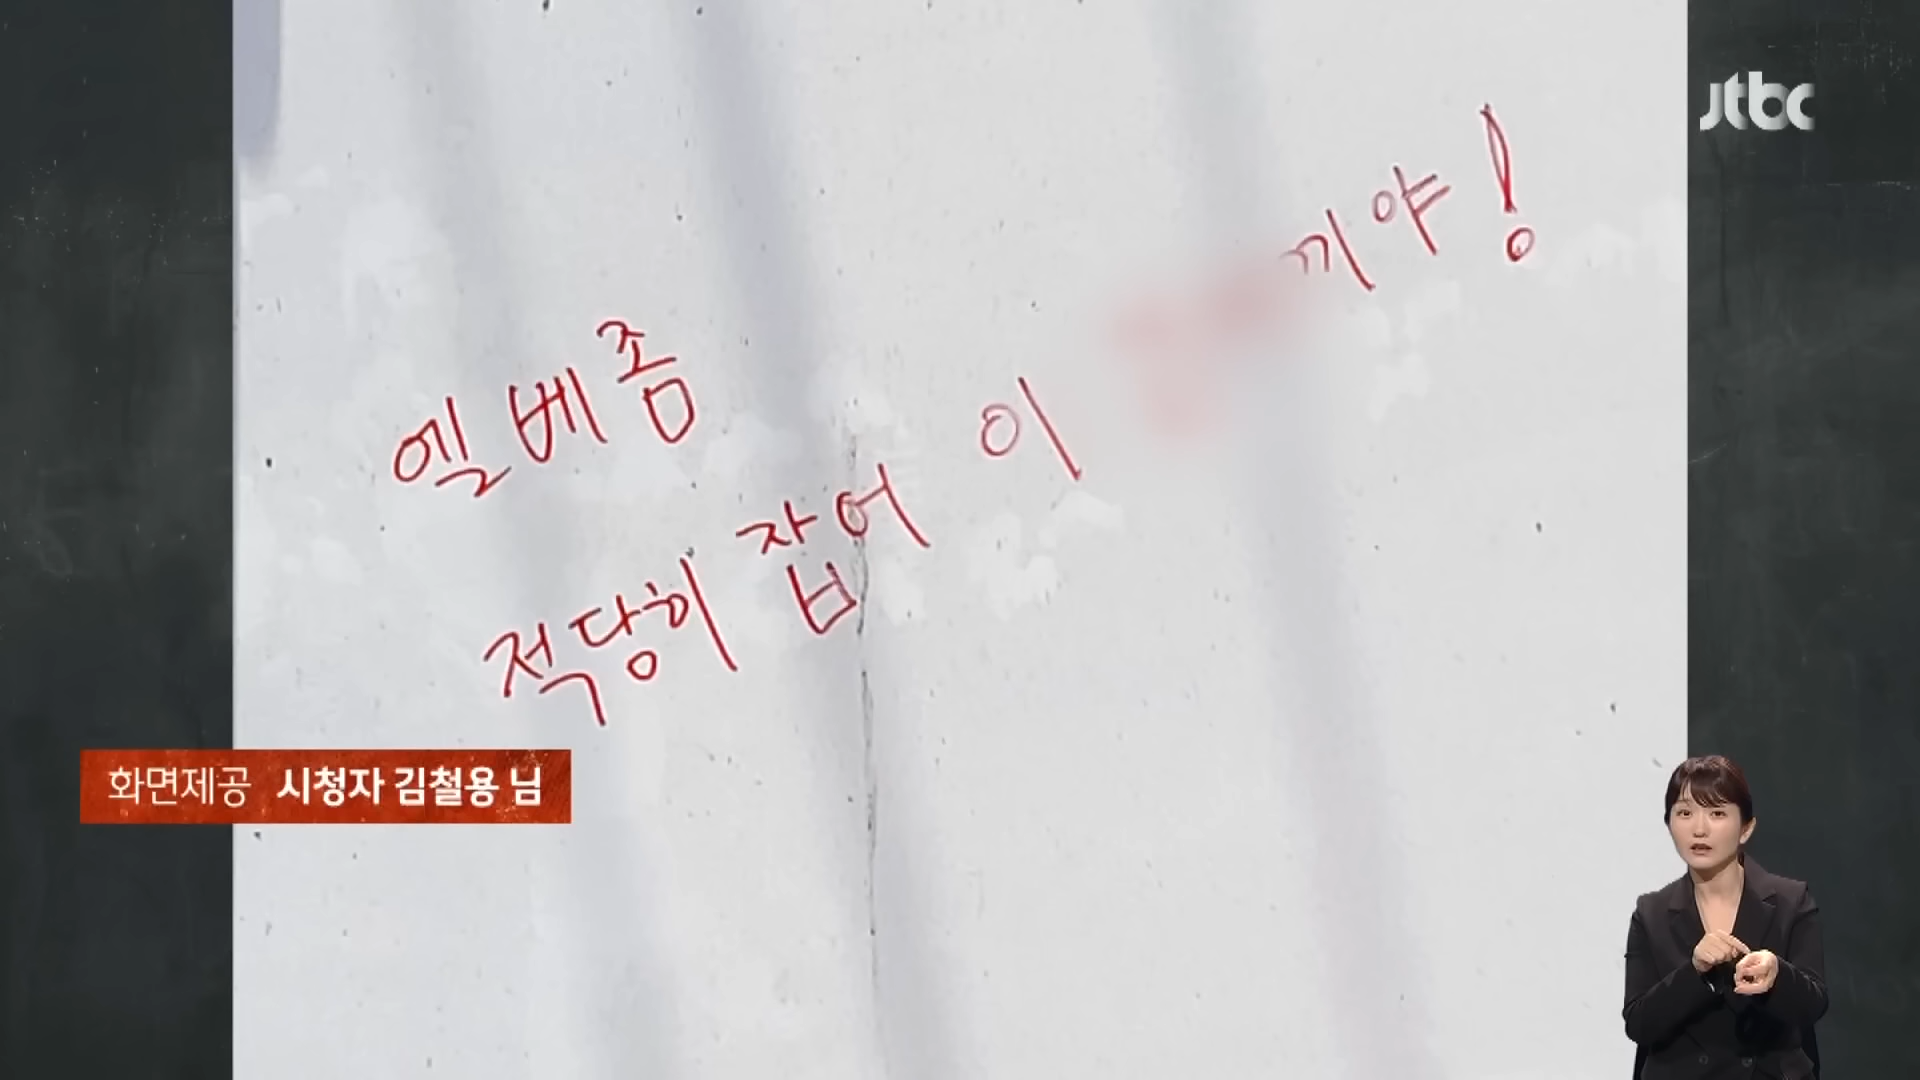 jtbc
엘베좀
적당히 잡어 이 끼야!
화면제공 시청자 김철용 님